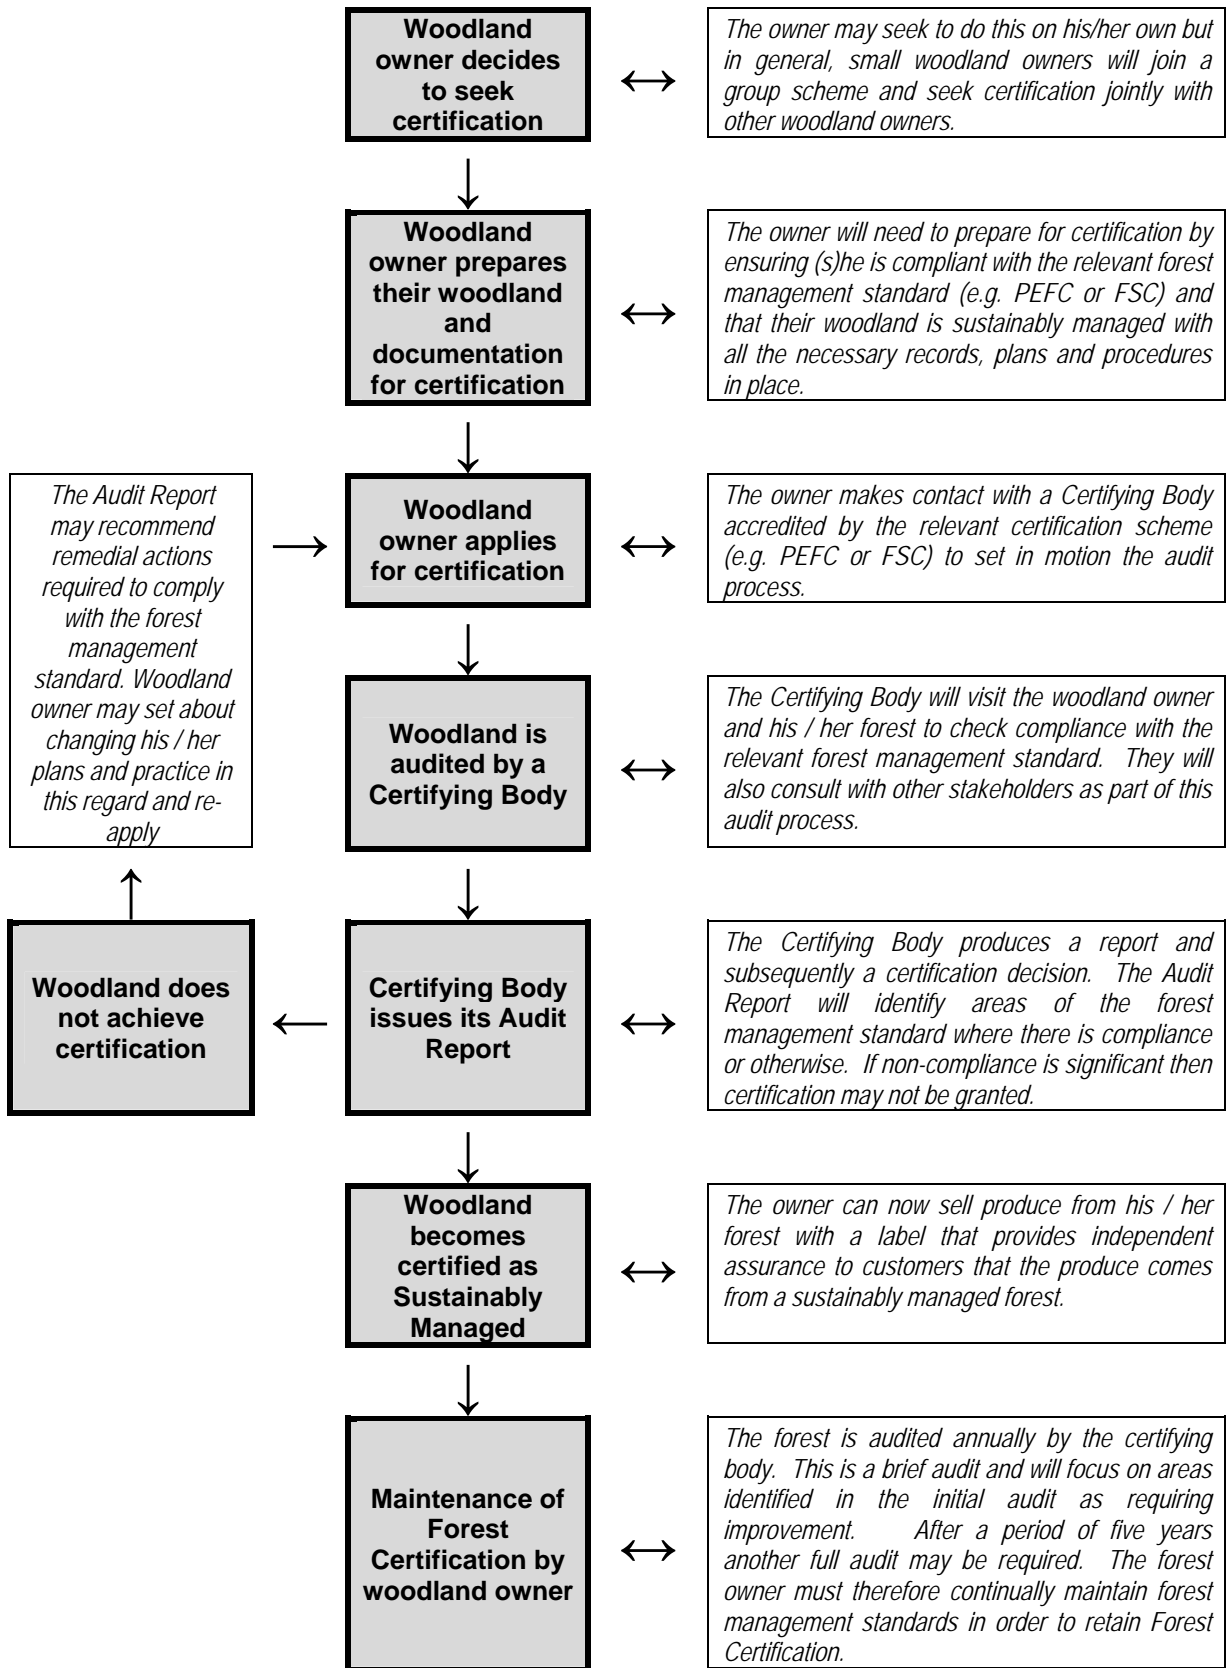 Woodland
owner decides
to seek
certification
The owner may seek to do this on his/her own but
in general, small woodland owners will join a
group scheme and seek certification jointly with
other woodland owners.
Woodland
owner prepares
their woodland
and
documentation
for certification
The owner will need to prepare for certification by
ensuring (s)he is compliant with the relevant forest
management standard (e.g. PEFC or FSC) and
that their woodland is sustainably managed with
all the necessary records, plans and procedures
in place.
The Audit Report
may recommend
remedial actions
required to comply
with the forest
management
standard. Woodland
owner may set about
changing his / her
plans and practice in
this regard and re-
apply
Woodland
owner applies
for certification
The owner makes contact with a Certifying Body
accredited by the relevant certification scheme
(e.g. PEFC or FSC) to set in motion the audit
process.
Woodland is
audited by a
Certifying Body
The Certifying Body will visit the woodland owner
and his / her forest to check compliance with the
relevant forest management standard. They will
also consult with other stakeholders as part of this
audit process.
Woodland does
not achieve
certification
Certifying Body
issues its Audit
Report
The Certifying Body produces a report and
subsequently a certification decision. The Audit
Report will identify areas of the forest
management standard where there is compliance
or otherwise. If non-compliance is significant then
certification may not be granted.
Woodland
becomes
certified as
Sustainably
Managed
The owner can now sell produce from his / her
forest with a label that provides independent
assurance to customers that the produce comes
from a sustainably managed forest.
Maintenance of
Forest
Certification by
woodland owner
The forest is audited annually by the certifying
body. This is a brief audit and will focus on areas
identified in the initial audit as requiring
improvement. After a period of five years
another full audit may be required. The forest
owner must therefore continually maintain forest
management standards in order to retain Forest
Certification.